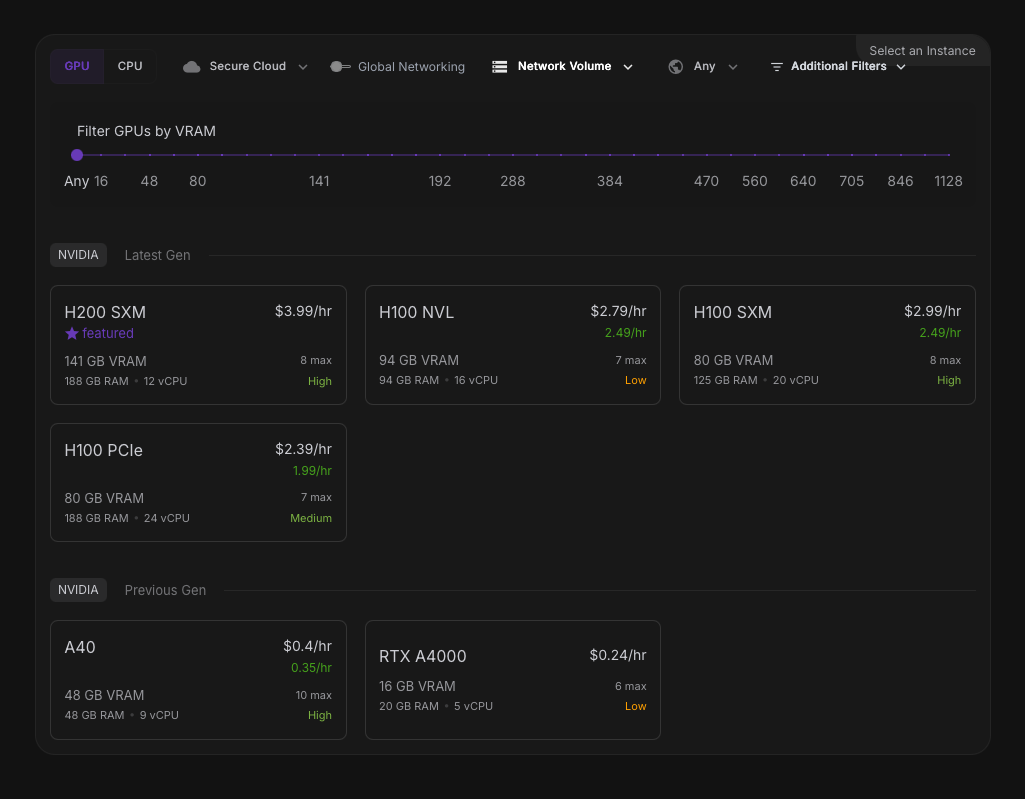 Select an Instance
GPU CPU Secure Cloud Global Networking Network Volume Any Additional Filters
Filter GPUs by VRAM
Any 16 48 80 141 192 288 384 470 560 640 705 846 1128
NVIDIA Latest Gen
H200 SXM $3.99/hr
featured
141 GB VRAM 8 max
188 GB RAM • 12 vCPU High
H100 NVL $2.79/hr
2.49/hr
94 GB VRAM 7 max
94 GB RAM • 16 vCPU Low
H100 SXM $2.99/hr
2.49/hr
80 GB VRAM 8 max
125 GB RAM • 20 vCPU High
H100 PCIe $2.39/hr
1.99/hr
80 GB VRAM 7 max
188 GB RAM • 24 vCPU Medium
NVIDIA Previous Gen
A40 $0.4/hr
0.35/hr
48 GB VRAM 10 max
48 GB RAM • 9 vCPU High
RTX A4000 $0.24/hr
16 GB VRAM 6 max
20 GB RAM • 5 vCPU Low